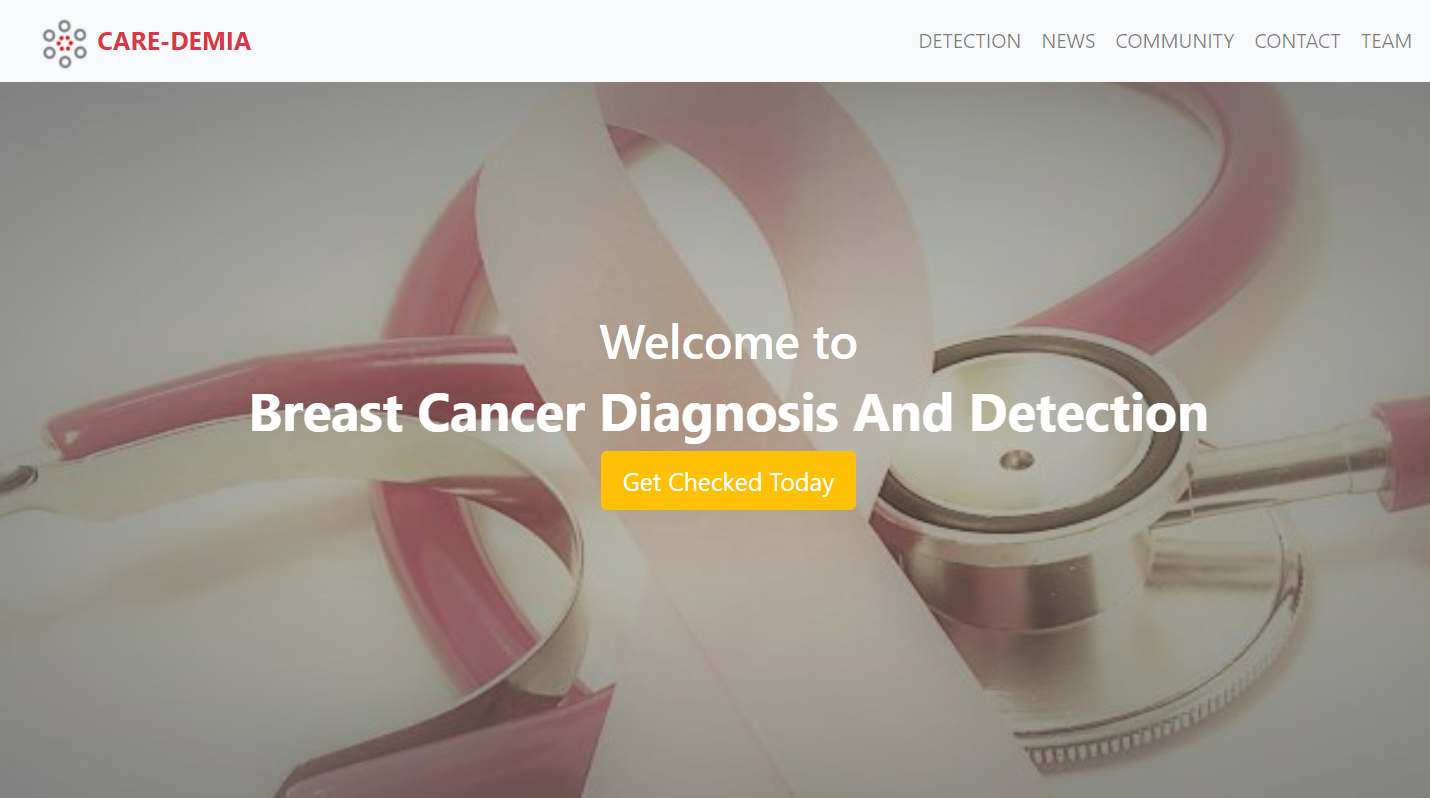 CARE-DEMIA
DETECTION NEWS COMMUNITY CONTACT TEAM
Welcome to
Breast Cancer Diagnosis And Detection
Get Checked Today